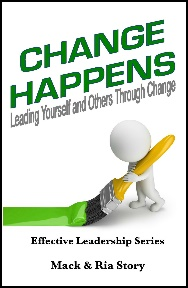 CHANGE
HAPPENS
Leading Yourself and Others Through Change
Effective Leadership Series
Mack & Ria Story